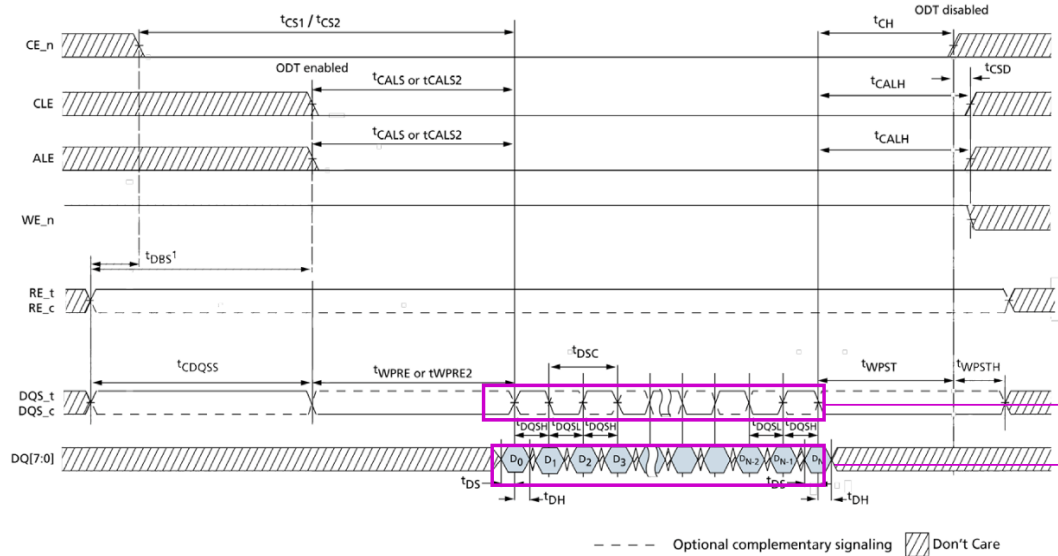 tCS1 / tCS2
tCH
ODT disabled
CE_n
ODT enabled
tCSD
tCALS or tCALS2
tCALH
CLE
tCALS or tCALS2
tCALH
ALE
WE_n
tDBS1
RE_t
RE_c
tDSC
tCDQSS
tWPRE or tWPRE2
tWPST
tWPSTH
DQS_t
DQS_c
tDQSH tDQSL tDQSH tDQSL tDQSH
DQ[7:0]
D0 D1 D2 D3 DN-2 DN-1 DN
tDS tDS
tDH tDH
Optional complementary signaling Don't Care